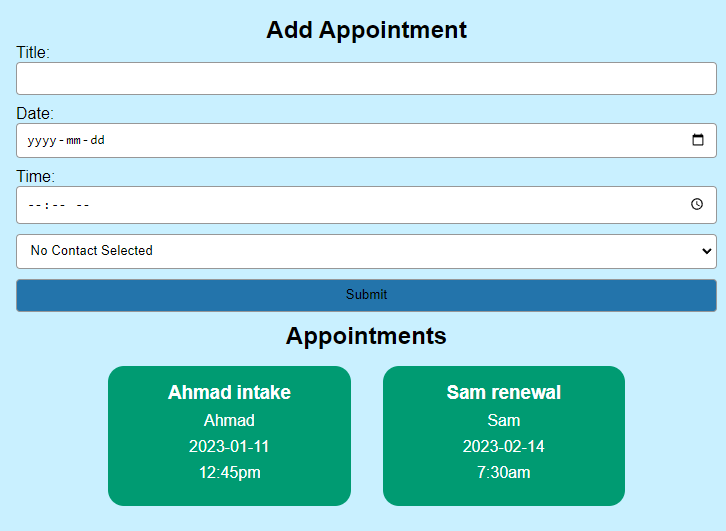 Add Appointment
Title:
Date:
yyyy-mm-dd
Time:
--:-- --
No Contact Selected
Submit
Appointments
Ahmad intake
Ahmad
2023-01-11
12:45pm
Sam renewal
Sam
2023-02-14
7:30am